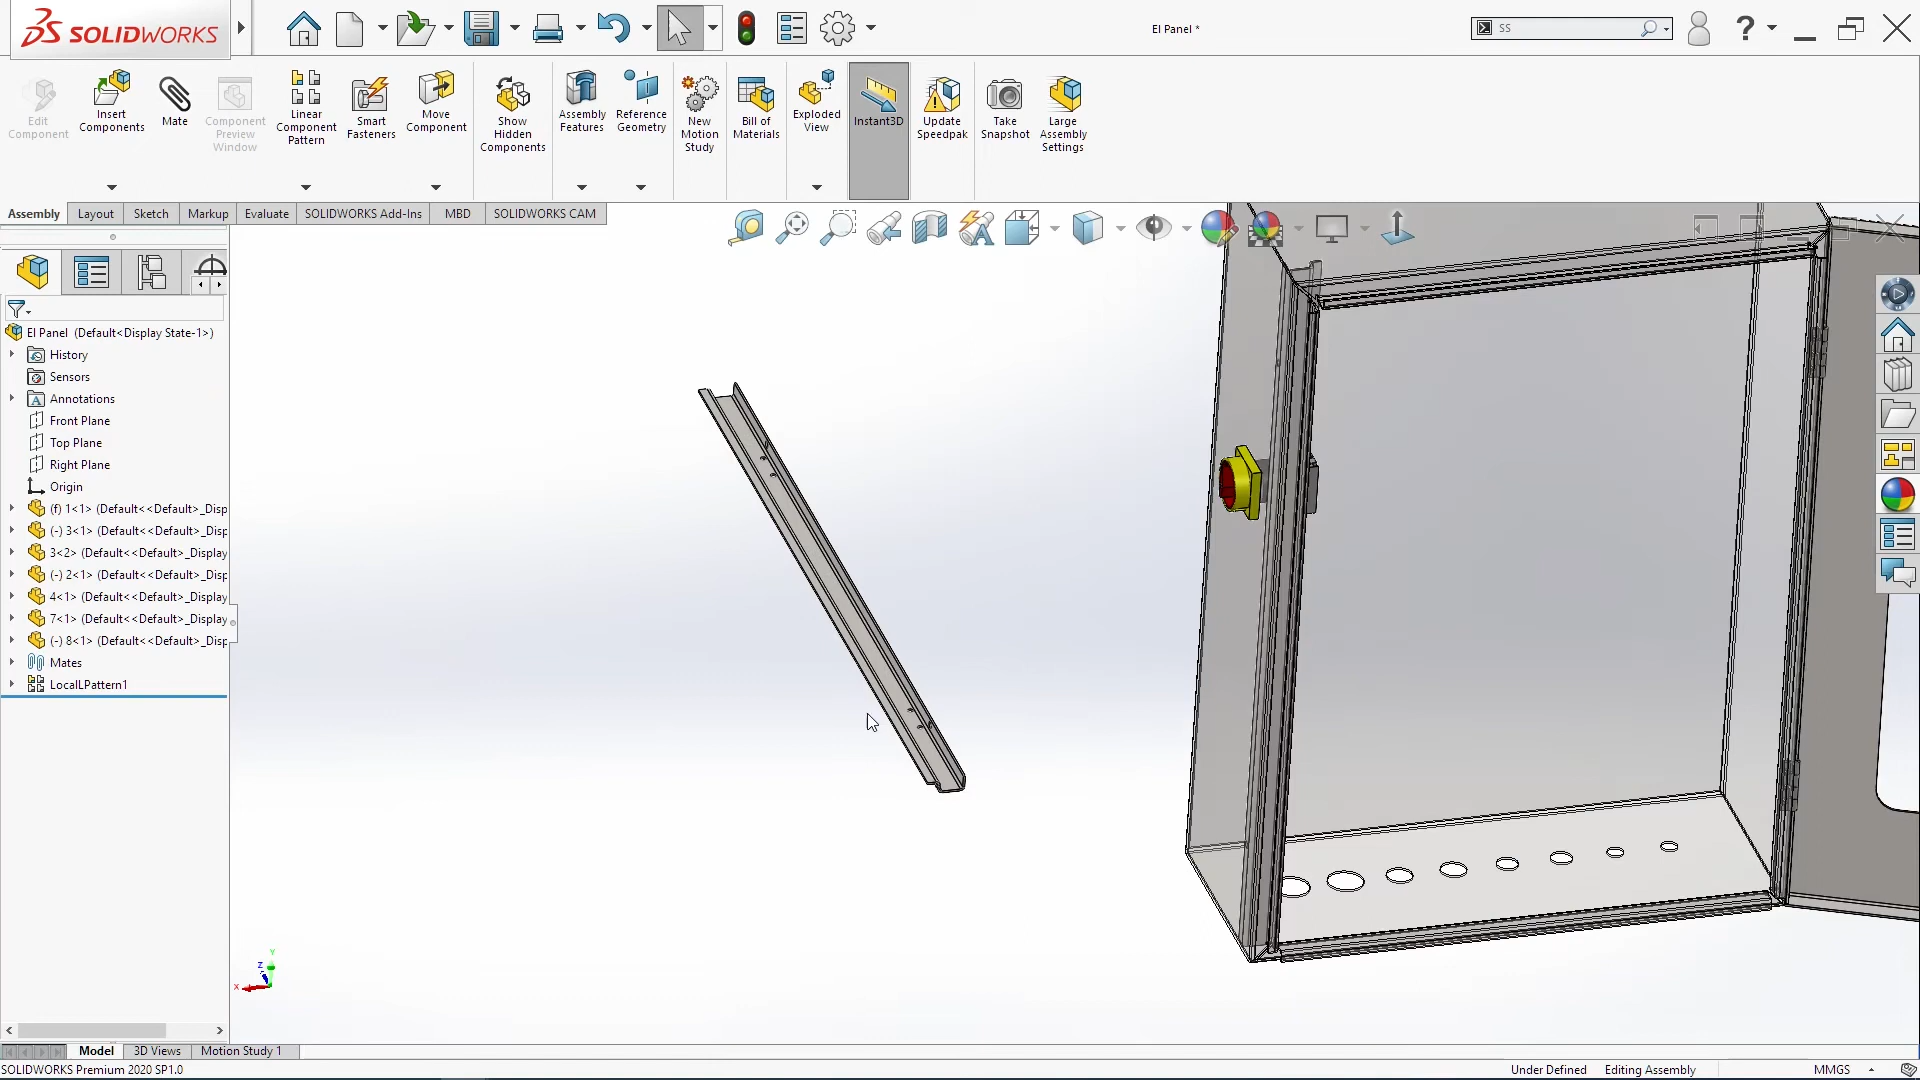 SOLIDWORKS
El Panel *
ss
Edit Component
Insert Components
Mate
Component Preview Window
Linear Component Pattern
Smart Fasteners
Move Component
Show Hidden Components
Assembly Features
Reference Geometry
New Motion Study
Bill of Materials
Exploded View
Instant3D
Update Speedpak
Take Snapshot
Large Assembly Settings
Assembly
Layout
Sketch
Markup
Evaluate
SOLIDWORKS Add-Ins
MBD
SOLIDWORKS CAM
El Panel (Default<Display State-1>)
History
Sensors
Annotations
Front Plane
Top Plane
Right Plane
Origin
(f) 1<1> (Default<<Default>_Disp
(-) 3<1> (Default<<Default>_Disp
3<2> (Default<<Default>_Display
(-) 2<1> (Default<<Default>_Disp
4<1> (Default<<Default>_Display
7<1> (Default<<Default>_Display
(-) 8<1> (Default<<Default>_Disp
Mates
LocalLPattern1
Y
Z
X
Model
3D Views
Motion Study 1
SOLIDWORKS Premium 2020 SP1.0
Under Defined
Editing Assembly
MMGS